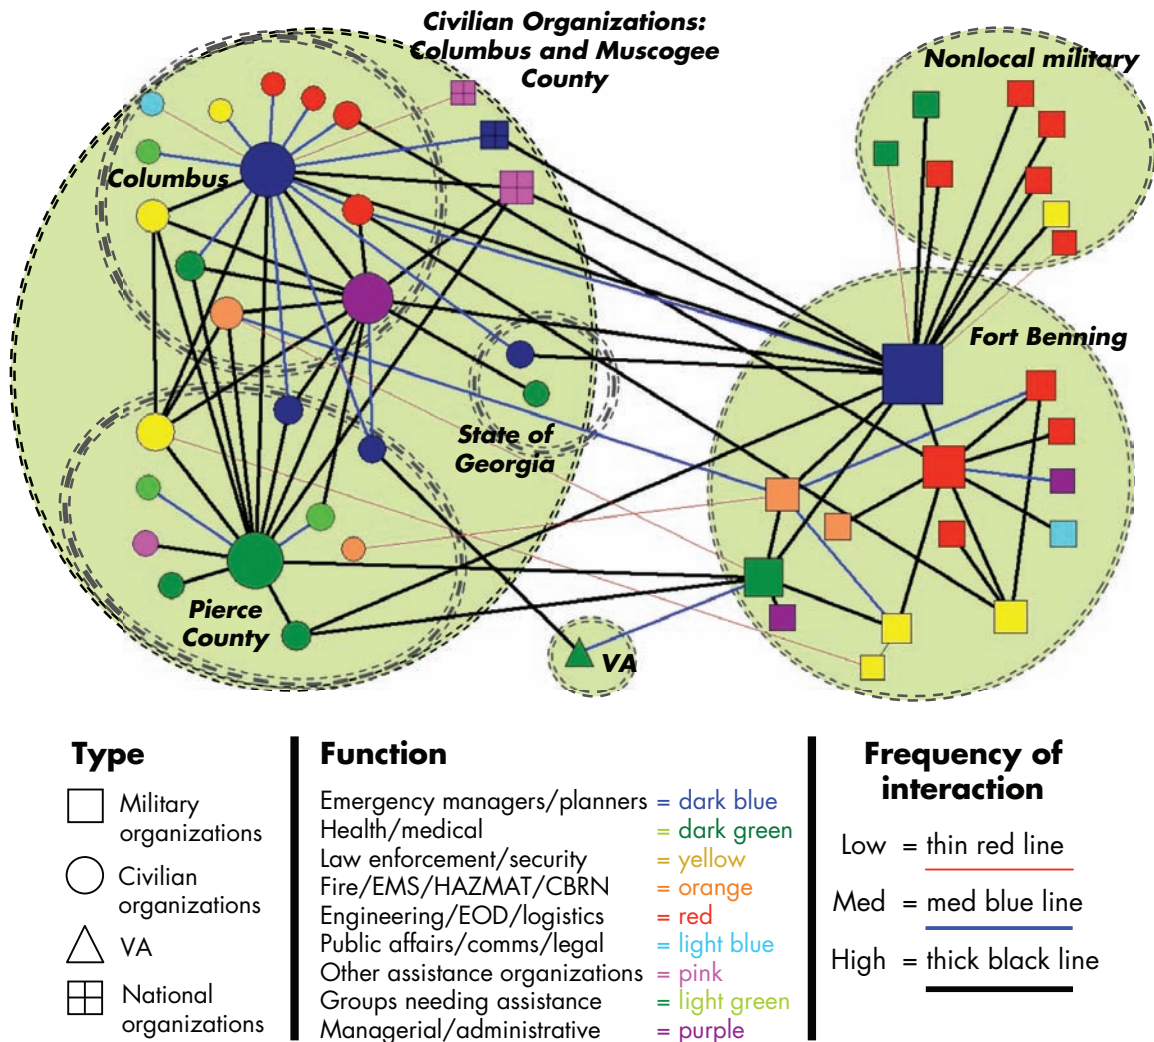 Civilian Organizations:
Columbus and Muscogee
County
Nonlocal military
Columbus
Fort Benning
State of
Georgia
Pierce
County
VA
Type
Military
organizations
Civilian
organizations
VA
National
organizations
Function
Emergency managers/planners = dark blue
Health/medical = dark green
Law enforcement/security = yellow
Fire/EMS/HAZMAT/CBRN = orange
Engineering/EOD/logistics = red
Public affairs/comms/legal = light blue
Other assistance organizations = pink
Groups needing assistance = light green
Managerial/administrative = purple
Frequency of
interaction
Low = thin red line
Med = med blue line
High = thick black line